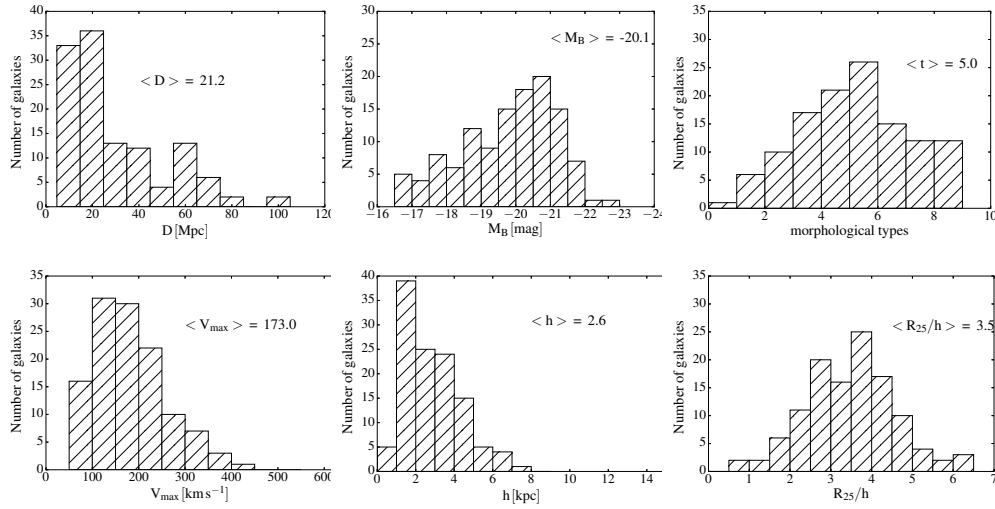 40
35
30
25
20
15
10
5
0
Number of galaxies
< D > = 21.2
0 20 40 60 80 100 120
D [Mpc]
30
25
20
15
10
5
0
Number of galaxies
< M_B > = -20.1
−16 −17 −18 −19 −20 −21 −22 −23 −24
M_B [mag]
35
30
25
20
15
10
5
0
Number of galaxies
< t > = 5.0
0 2 4 6 8 10
morphological types
35
30
25
20
15
10
5
0
Number of galaxies
< V_max > = 173.0
0 100 200 300 400 500 600
V_max [km s⁻¹]
40
35
30
25
20
15
10
5
0
Number of galaxies
< h > = 2.6
0 2 4 6 8 10 12 14
h [kpc]
35
30
25
20
15
10
5
0
Number of galaxies
< R_25/h > = 3.5
0 1 2 3 4 5 6 7
R_25/h